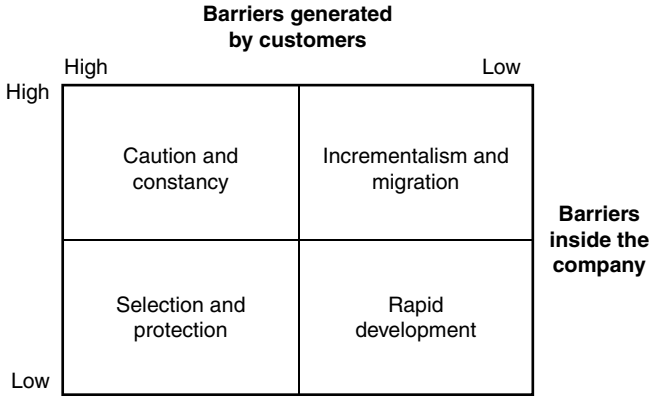 Barriers generated
by customers
High
Low
High
Caution and
constancy
Incrementalism and
migration
Barriers
inside the
company
Selection and
protection
Rapid
development
Low